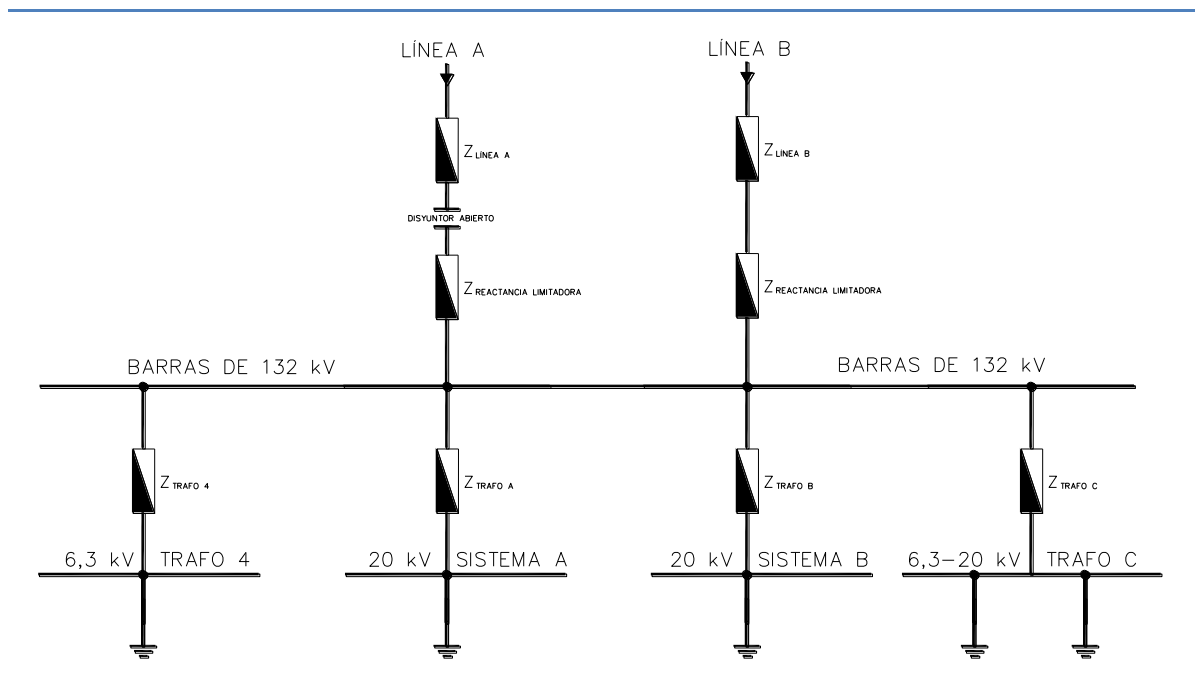 LÍNEA A
LÍNEA B
Z LÍNEA A
Z LÍNEA B
DISYUNTOR ABIERTO
Z REACTANCIA LIMITADORA
Z REACTANCIA LIMITADORA
BARRAS DE 132 kV
BARRAS DE 132 kV
Z TRAFO 4
Z TRAFO A
Z TRAFO B
Z TRAFO C
6,3 kV TRAFO 4
20 kV SISTEMA A
20 kV SISTEMA B
6,3-20 kV TRAFO C